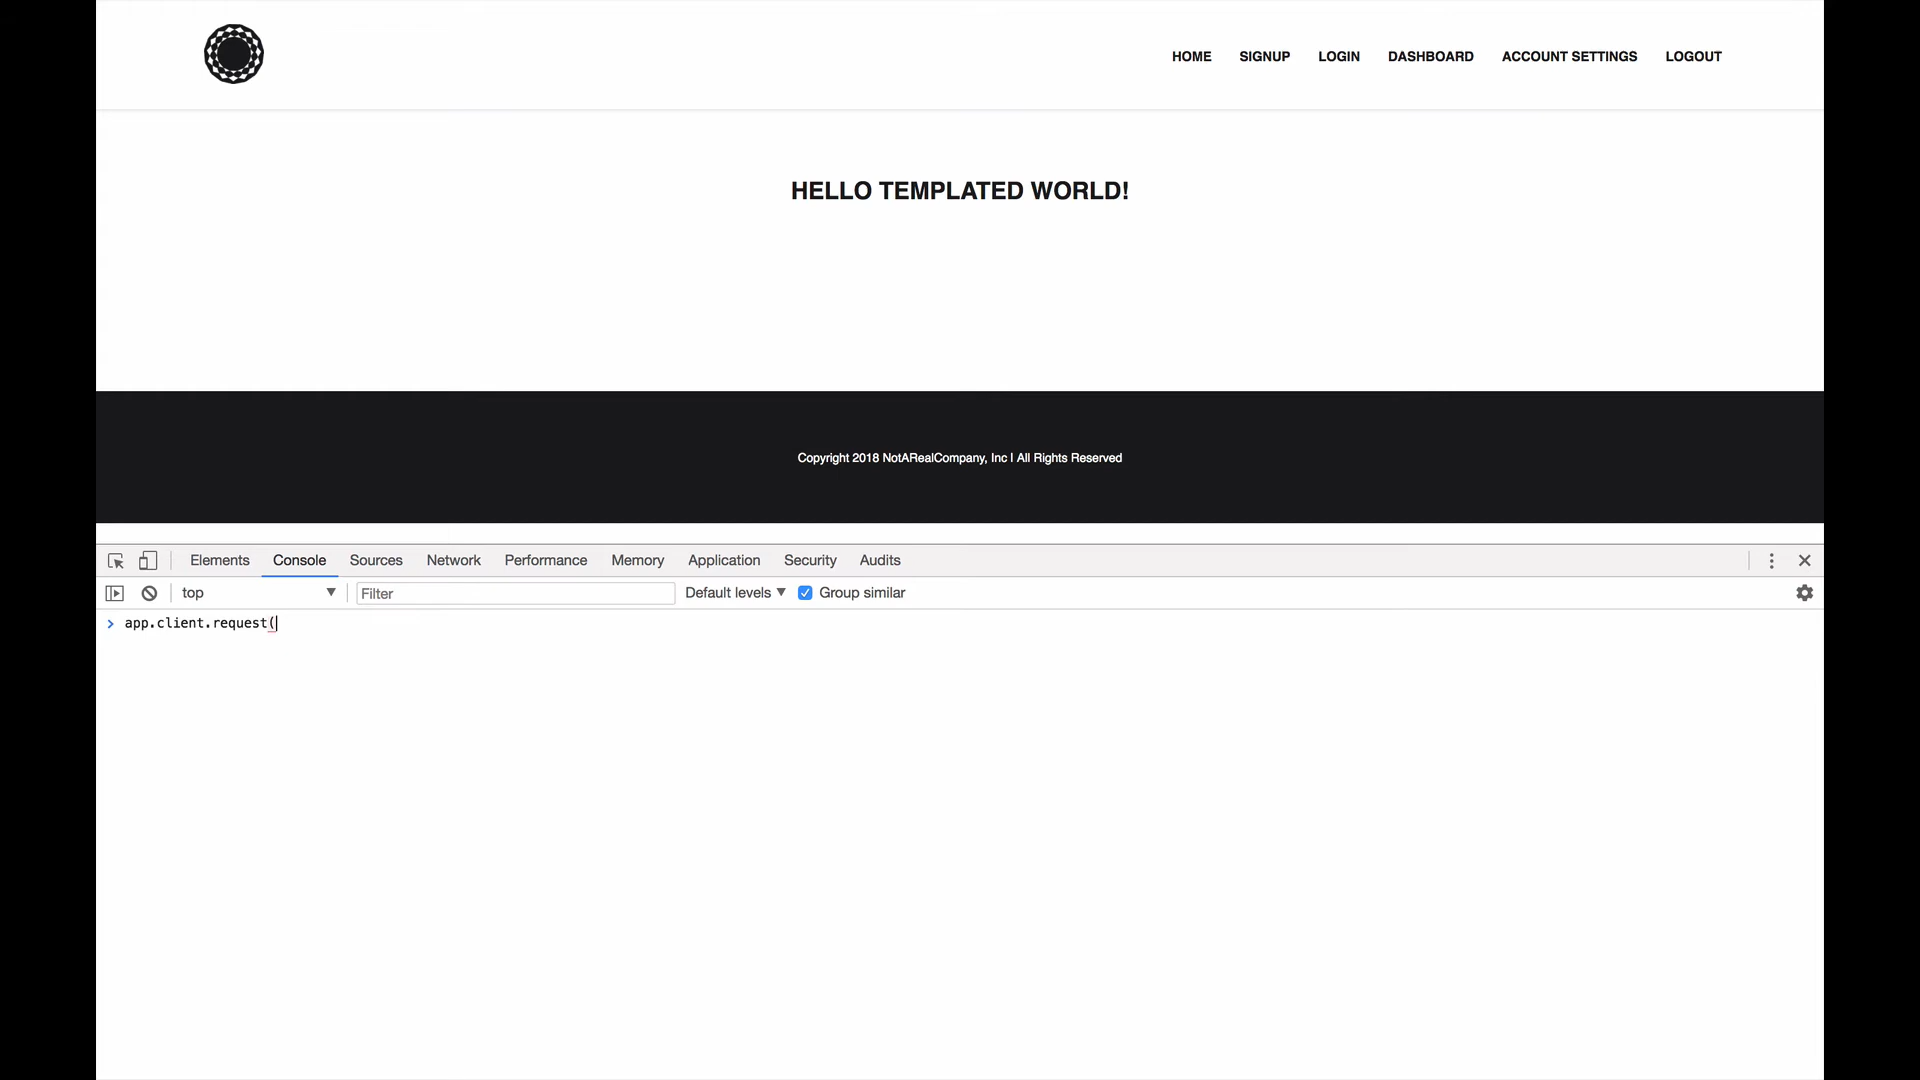 HOME SIGNUP LOGIN DASHBOARD ACCOUNT SETTINGS LOGOUT
HELLO TEMPLATED WORLD!
Copyright 2018 NotARealCompany, Inc | All Rights Reserved
Elements Console Sources Network Performance Memory Application Security Audits
top Filter Default levels Group similar
app.client.request(